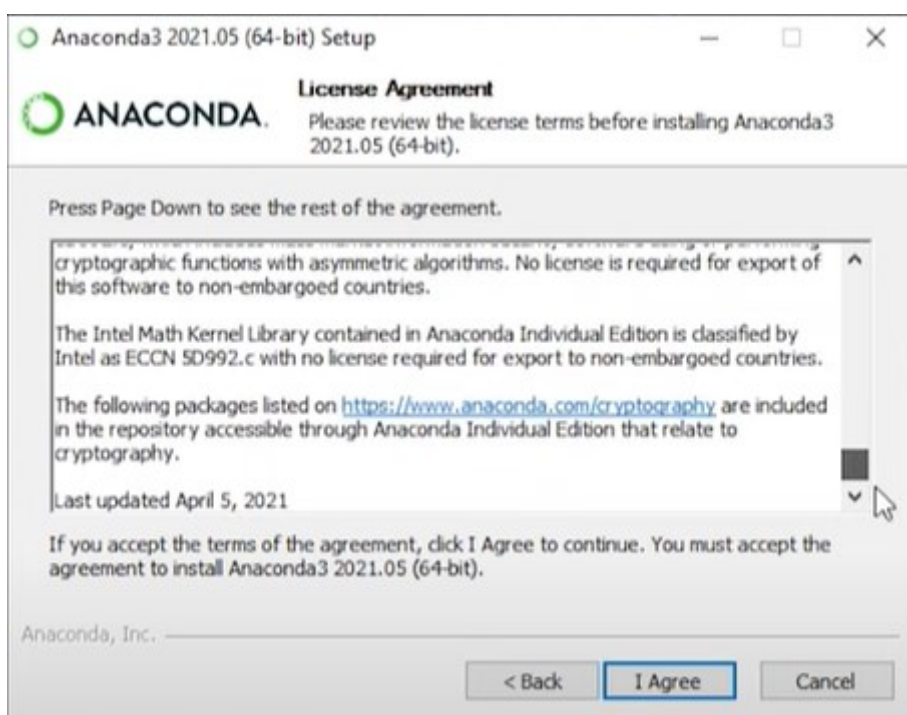 Anaconda3 2021.05 (64-bit) Setup
ANACONDA.
License Agreement
Please review the license terms before installing Anaconda3
2021.05 (64-bit).
Press Page Down to see the rest of the agreement.
cryptographic functions with asymmetric algorithms. No license is required for export of
this software to non-embargoed countries.
The Intel Math Kernel Library contained in Anaconda Individual Edition is classified by
Intel as ECCN 5D992.c with no license required for export to non-embargoed countries.
The following packages listed on https://www.anaconda.com/cryptography are included
in the repository accessible through Anaconda Individual Edition that relate to
cryptography.
Last updated April 5, 2021
If you accept the terms of the agreement, click I Agree to continue. You must accept the
agreement to install Anaconda3 2021.05 (64-bit).
Anaconda, Inc.
< Back
I Agree
Cancel